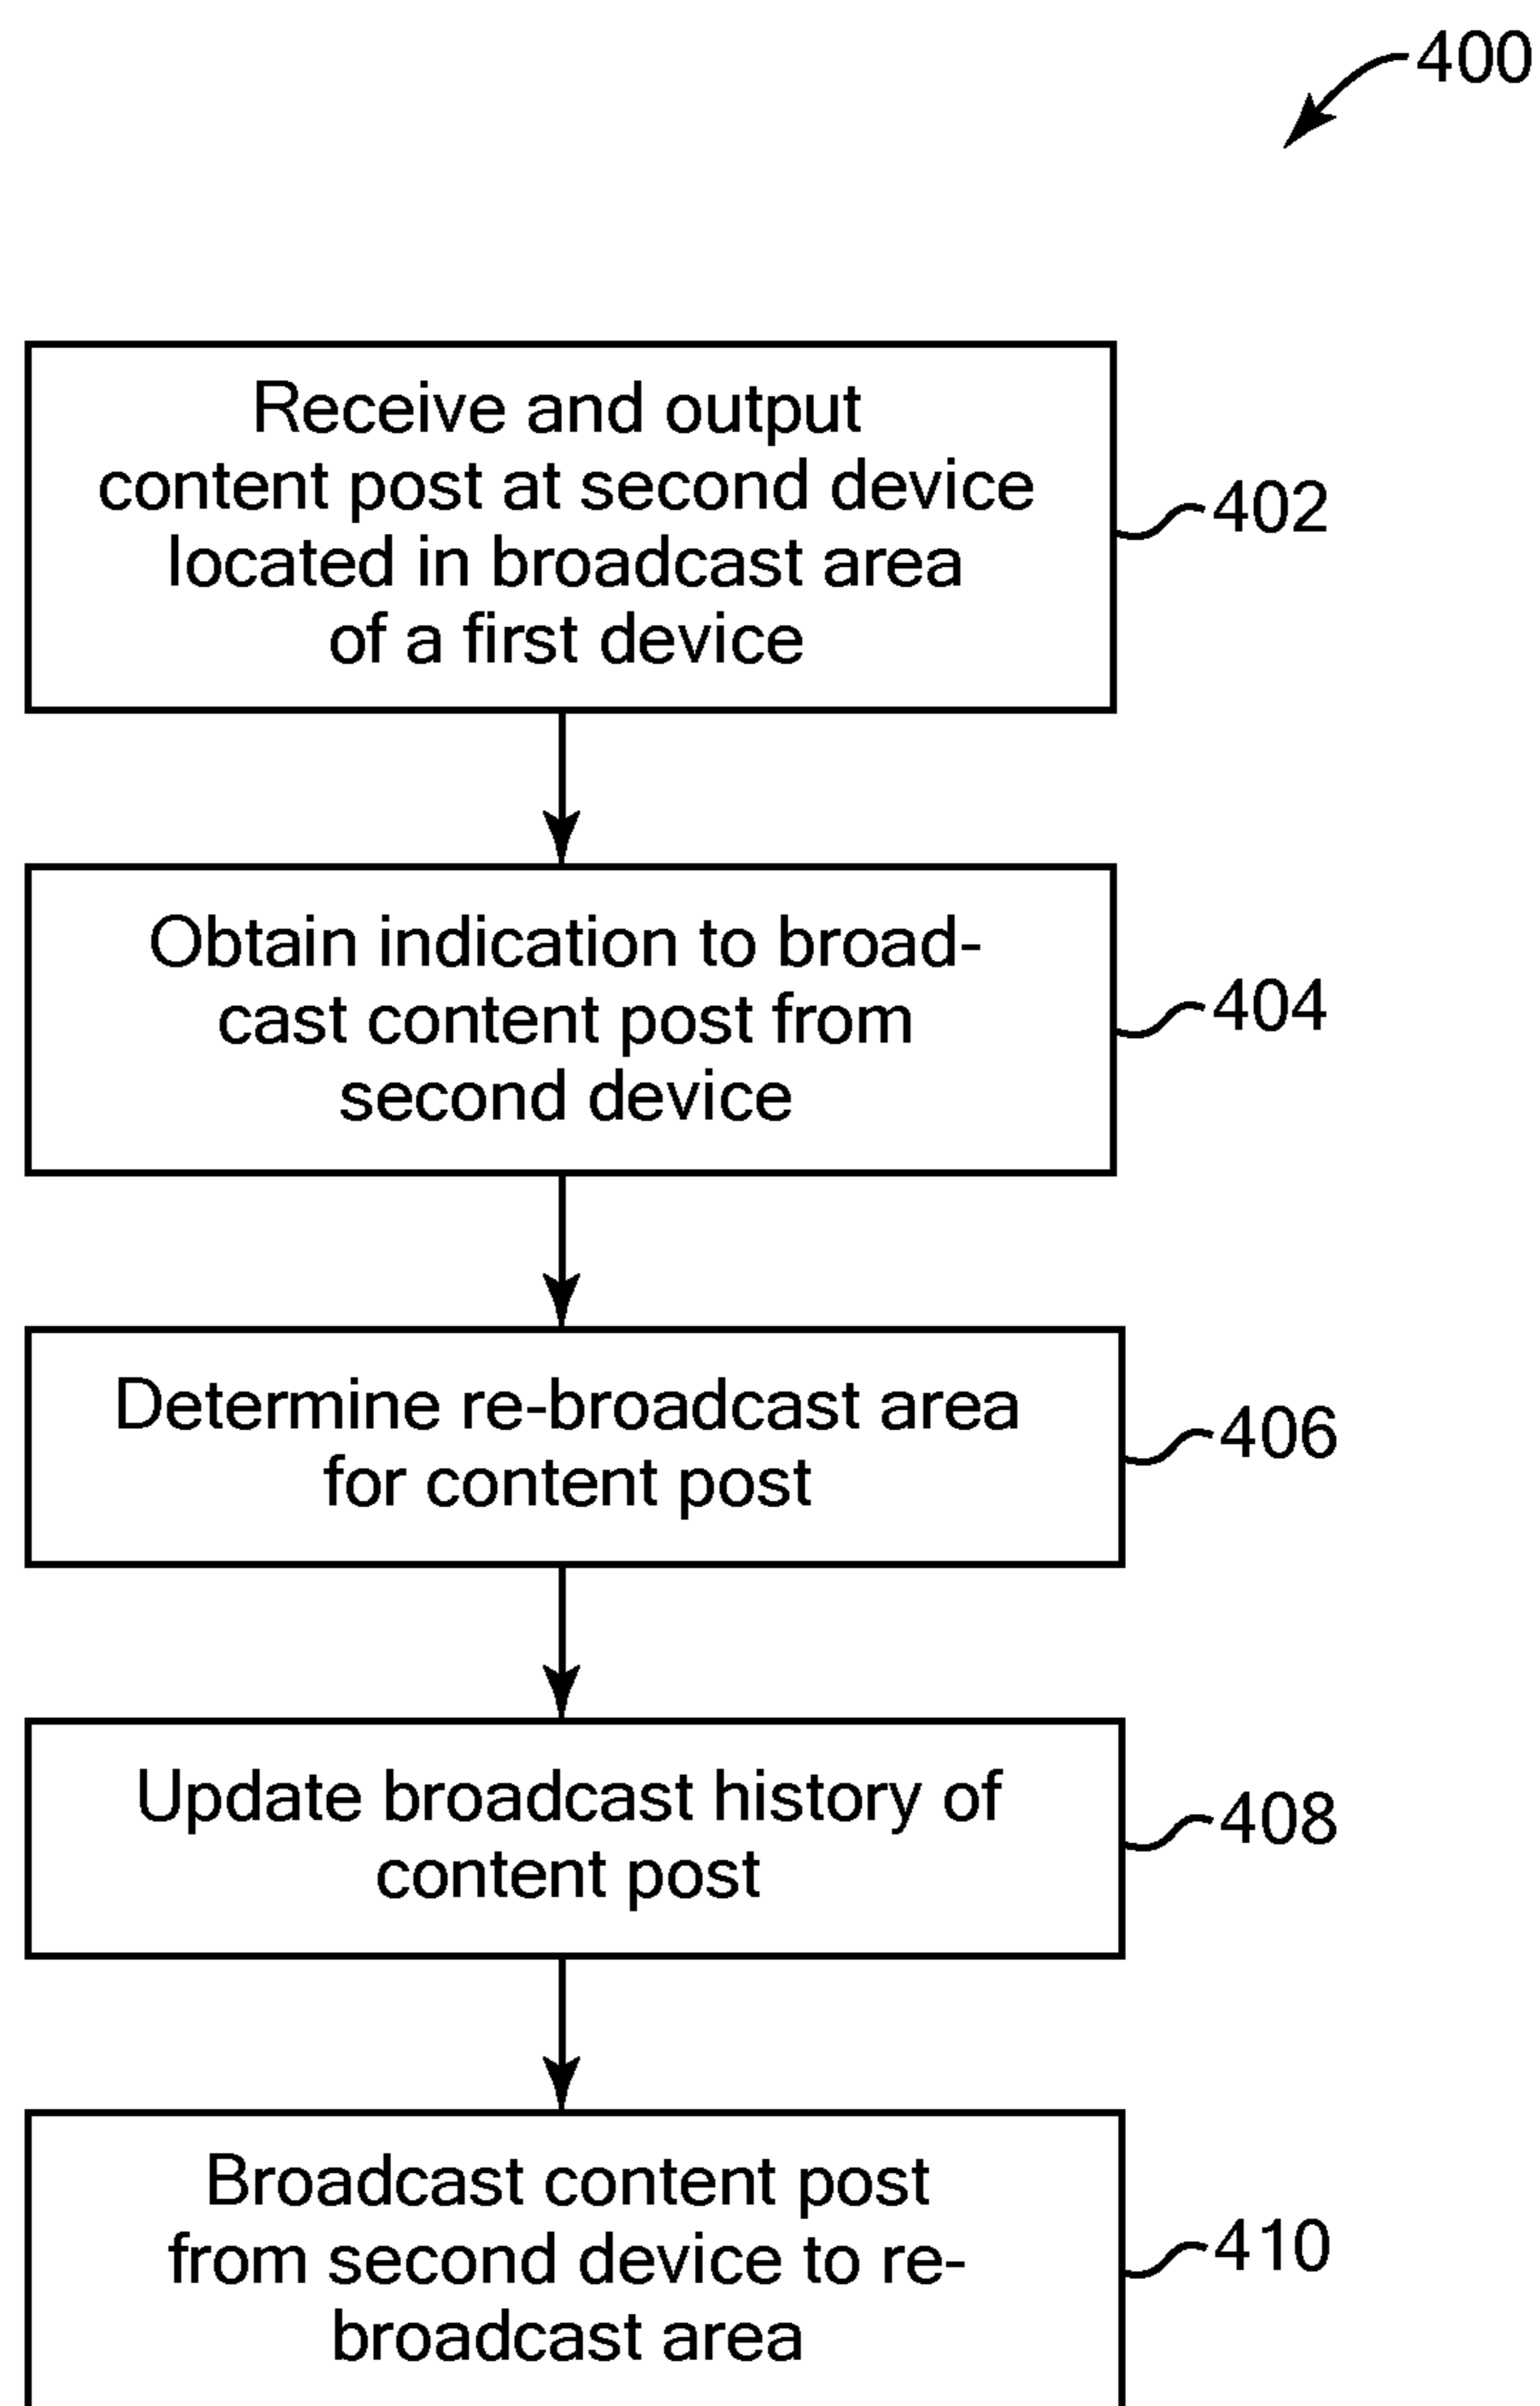 400
Receive and output
content post at second device
located in broadcast area
of a first device
402
Obtain indication to broad-
cast content post from
second device
404
Determine re-broadcast area
for content post
406
Update broadcast history of
content post
408
Broadcast content post
from second device to re-
broadcast area
410